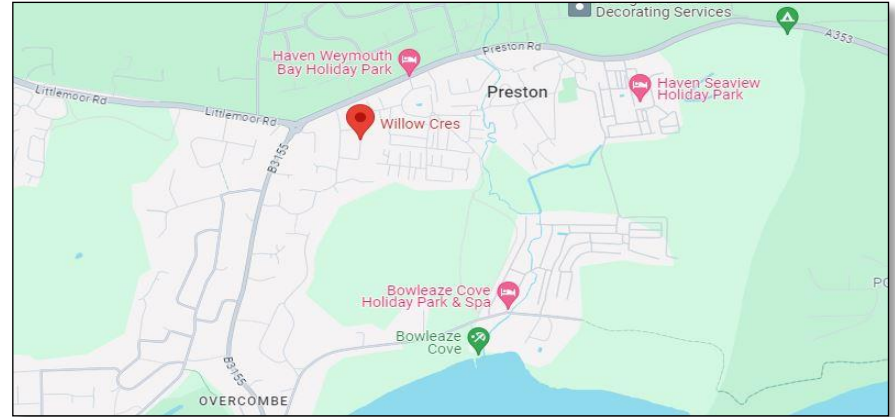 Decorating Services
A353
Preston Rd
Haven Weymouth
Bay Holiday Park
Haven Seaview
Holiday Park
Preston
Littlemoor Rd
Littlemoor Rd
Willow Cres
B3155
Bowleaze Cove
Holiday Park & Spa
Bowleaze
Cove
B3155
OVERCOMBE